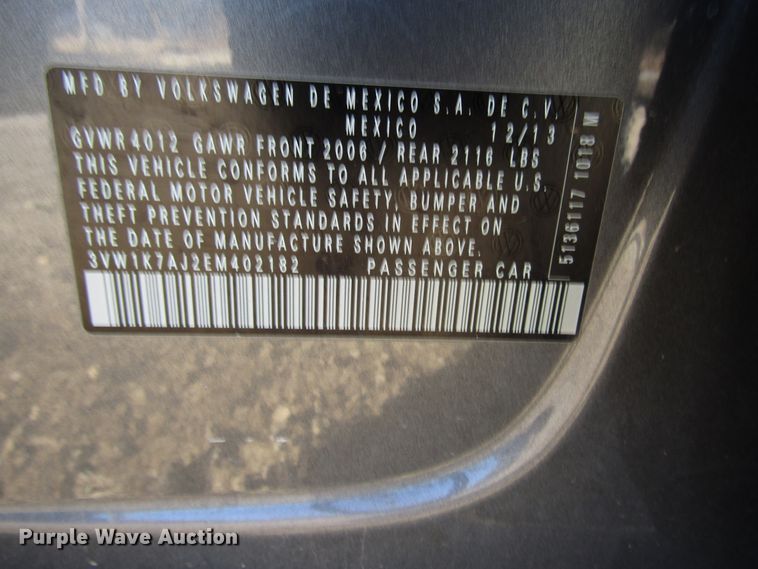 MFD BY VOLKSWAGEN DE MEXICO S.A. DE C.V.
MEXICO 12/13
GVWR 4012 GAWR FRONT 2006 / REAR 2116 LBS
THIS VEHICLE CONFORMS TO ALL APPLICABLE U.S.
FEDERAL MOTOR VEHICLE SAFETY, BUMPER AND
THEFT PREVENTION STANDARDS IN EFFECT ON
THE DATE OF MANUFACTURE SHOWN ABOVE.
3VW1K7AJ2EM402182 PASSENGER CAR
5136117 1018 M
Purple Wave Auction